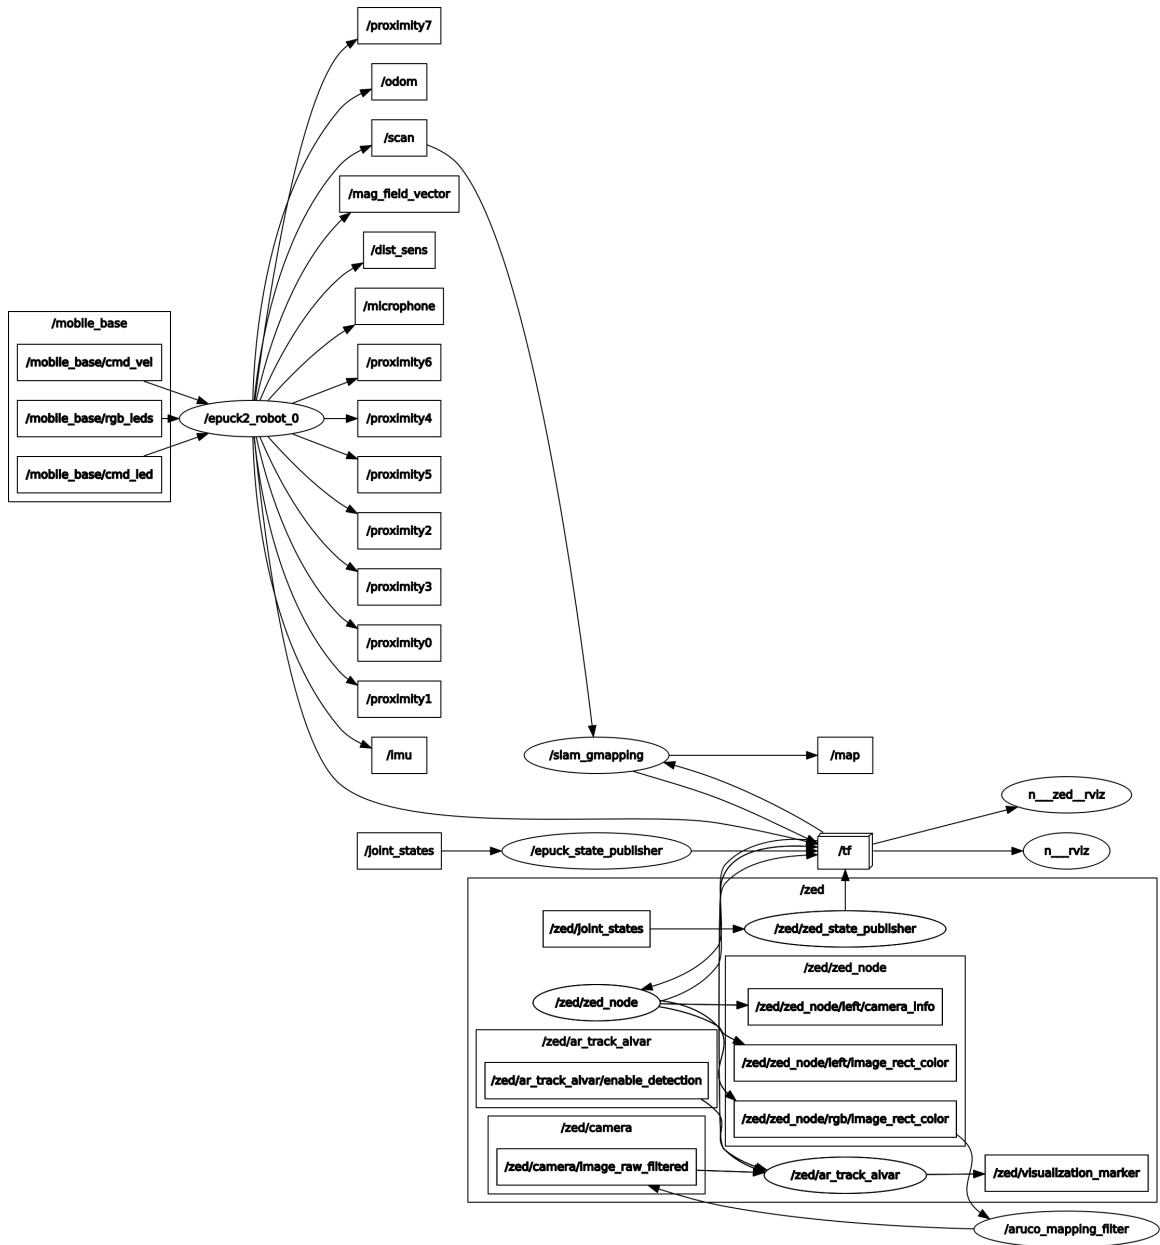 /proximity7
/odom
/scan
/mag_field_vector
/dist_sens
/microphone
/mobile_base
/mobile_base/cmd_vel
/proximity6
/mobile_base/rgb_leds
/epuck2_robot_0
/proximity4
/mobile_base/cmd_led
/proximity5
/proximity2
/proximity3
/proximity0
/proximity1
/imu
/slam_gmapping
/map
n___zed__rviz
/joint_states
/epuck_state_publisher
/tf
n___rviz
/zed
/zed/joint_states
/zed/zed_state_publisher
/zed/zed_node
/zed/zed_node
/zed/zed_node/left/camera_info
/zed/ar_track_alvar
/zed/zed_node/left/image_rect_color
/zed/ar_track_alvar/enable_detection
/zed/zed_node/rgb/image_rect_color
/zed/camera
/zed/camera/image_raw_filtered
/zed/ar_track_alvar
/zed/visualization_marker
/aruco_mapping_filter